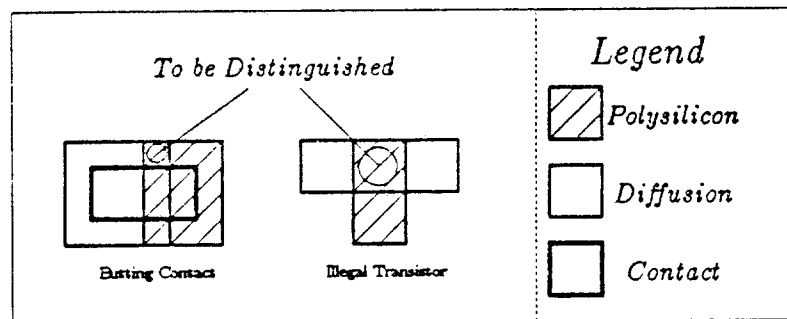 To be Distinguished
Butting Contact
Illegal Transistor
Legend
Polysilicon
Diffusion
Contact